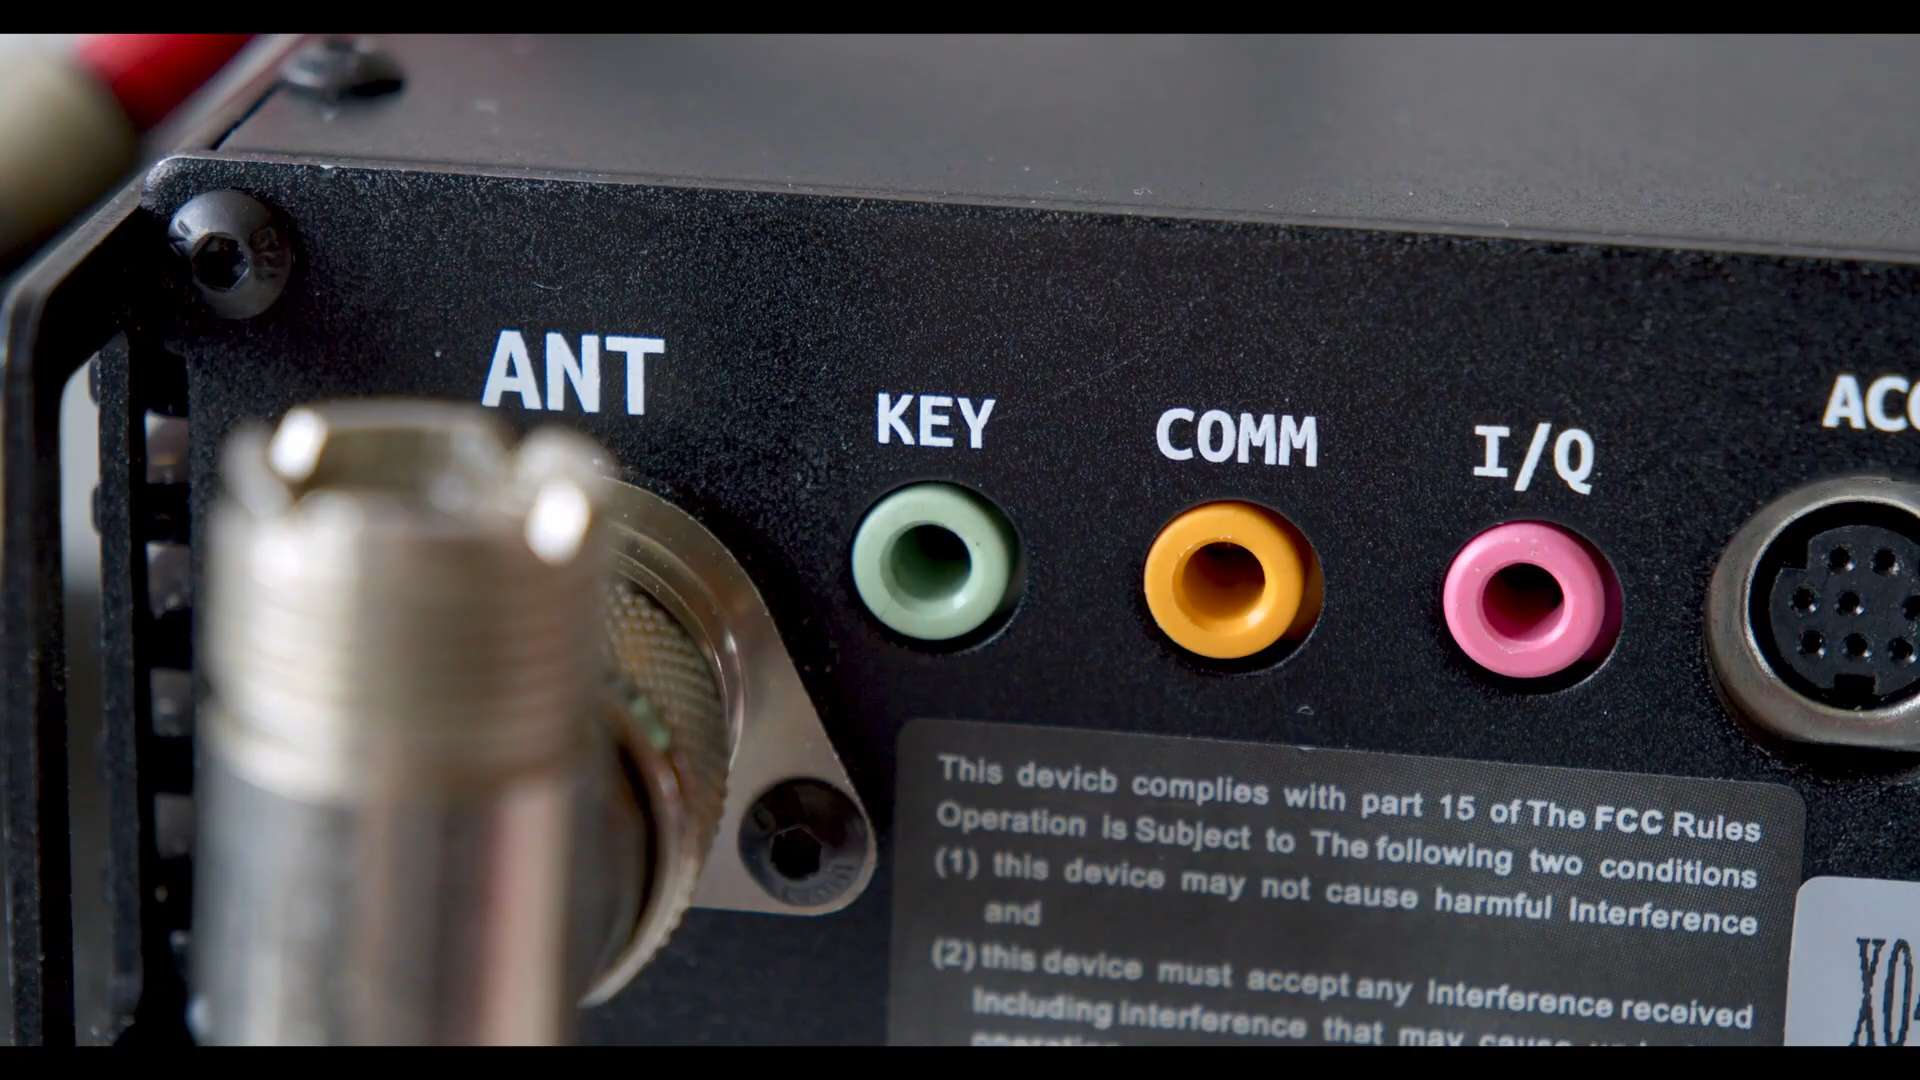 ANT
KEY
COMM
I/Q
ACC
This devicb complies with part 15 of The FCC Rules
Operation is Subject to The following two conditions
(1) this device may not cause harmful Interference
and
(2) this device must accept any Interference received
Including interference that may cause